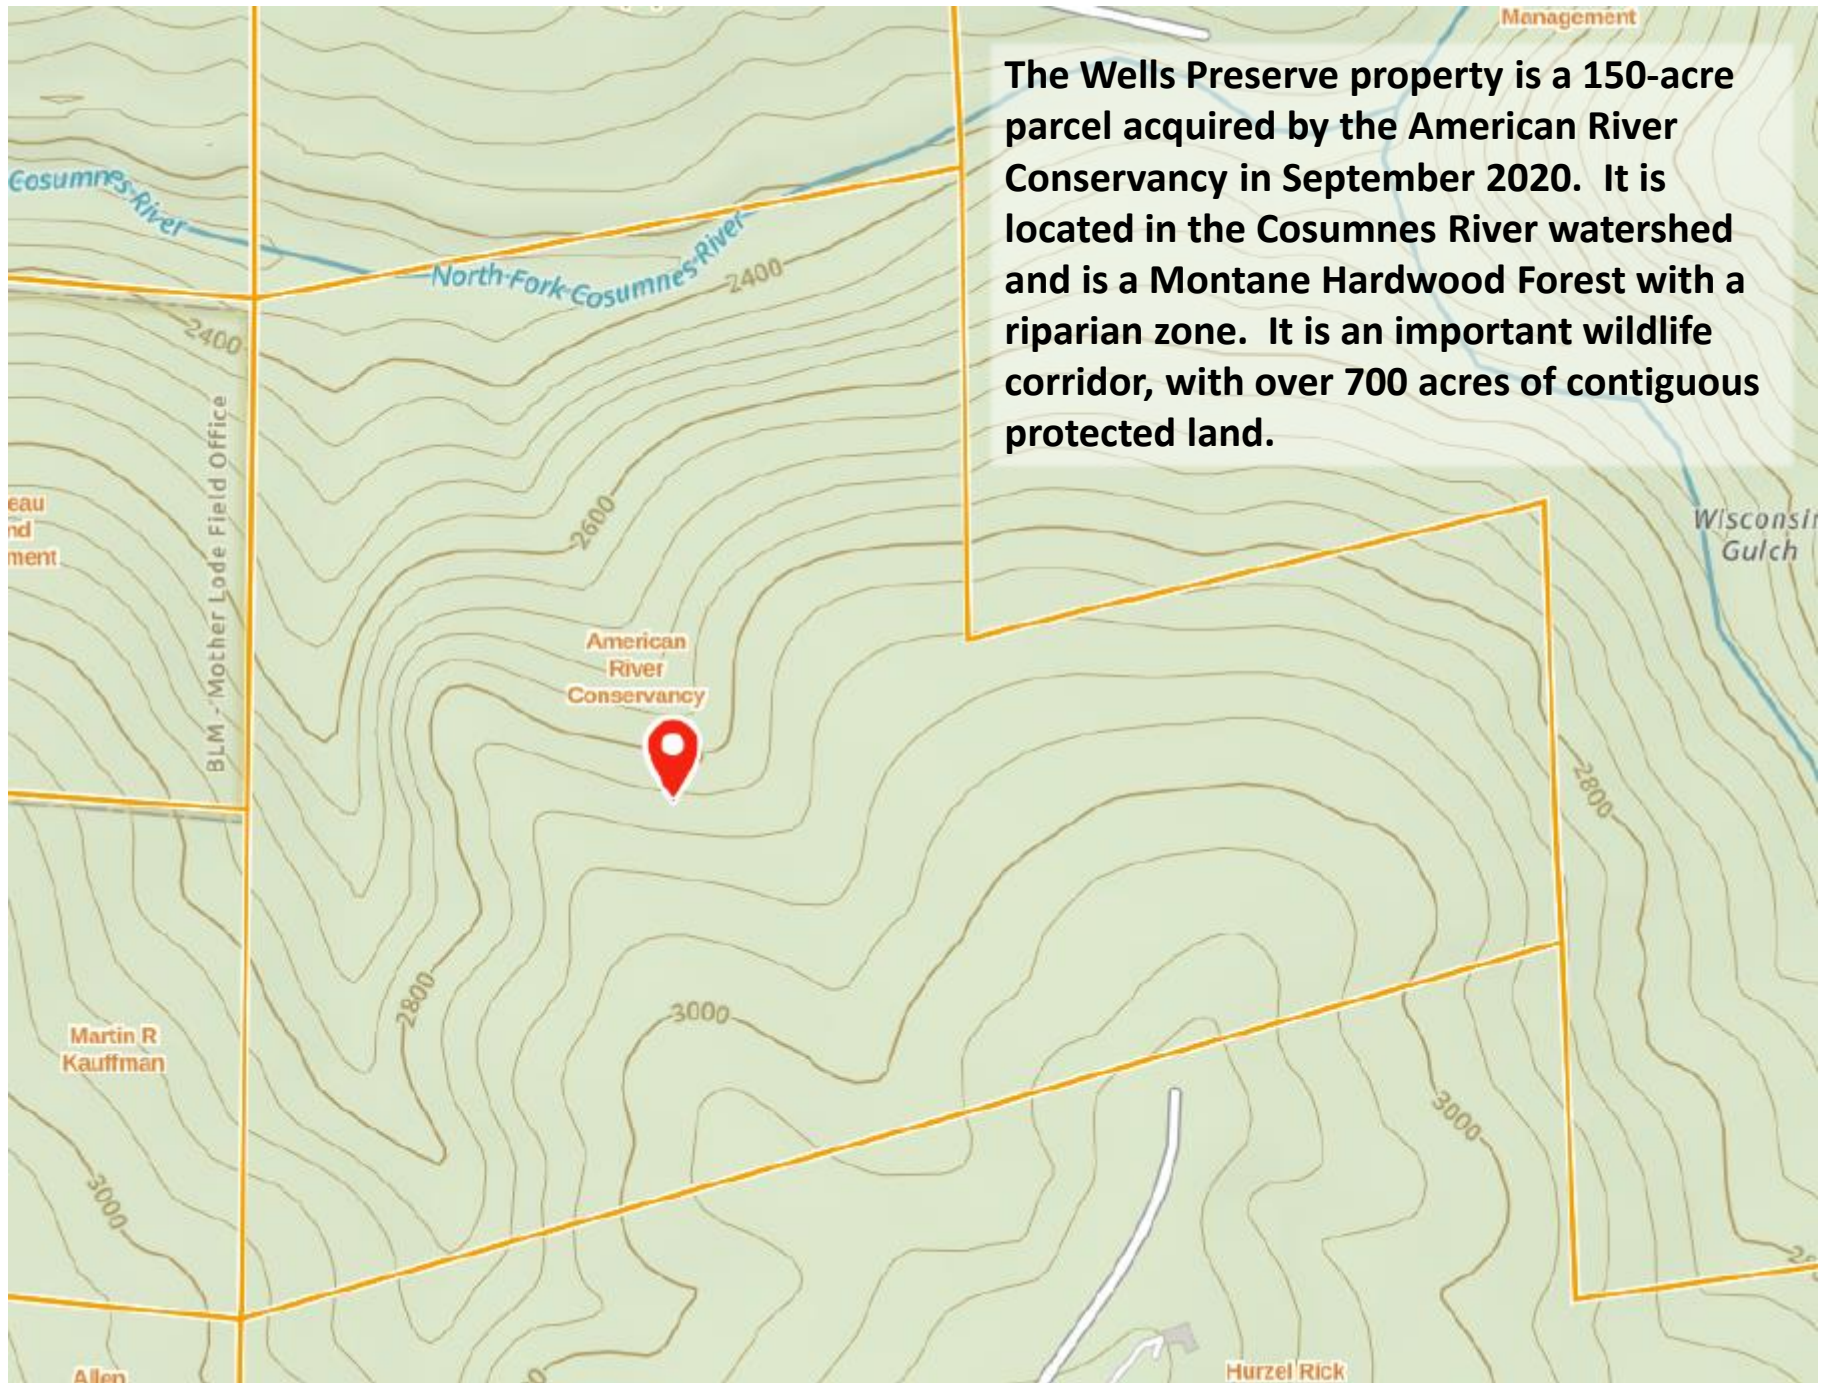 Management
The Wells Preserve property is a 150-acre
parcel acquired by the American River
Conservancy in September 2020.  It is
located in the Cosumnes River watershed
and is a Montane Hardwood Forest with a
riparian zone.  It is an important wildlife
corridor, with over 700 acres of contiguous
protected land.
Cosumnes River
North Fork Cosumnes River
2400
2400
BLM - Mother Lode Field Office
eau
nd
ment
2600
Wisconsin
Gulch
American
River
Conservancy
2800
2800
3000
Martin R
Kauffman
3000
3000
Allen
Hurzel Rick